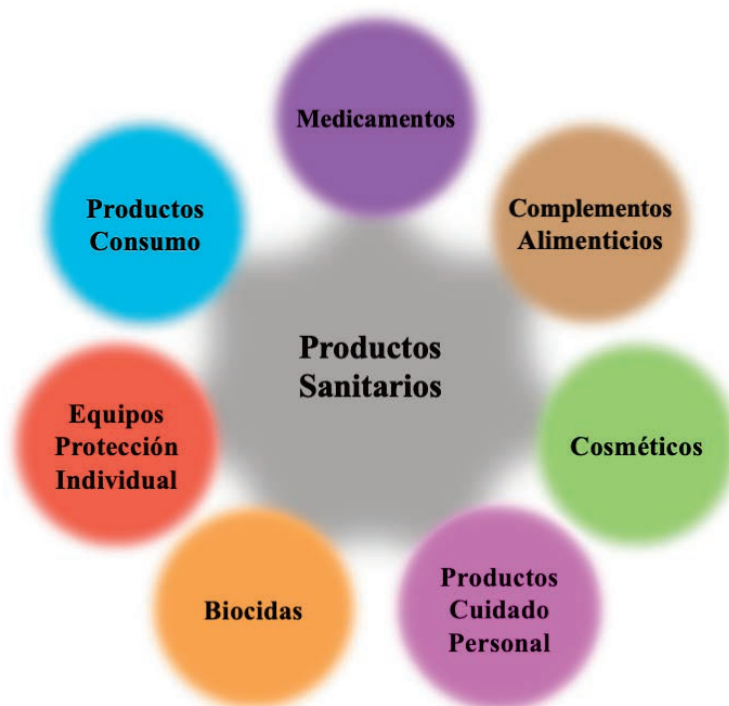 Medicamentos
Complementos
Alimenticios
Cosméticos
Productos
Cuidado
Personal
Biocidas
Equipos
Protección
Individual
Productos
Consumo
Productos
Sanitarios